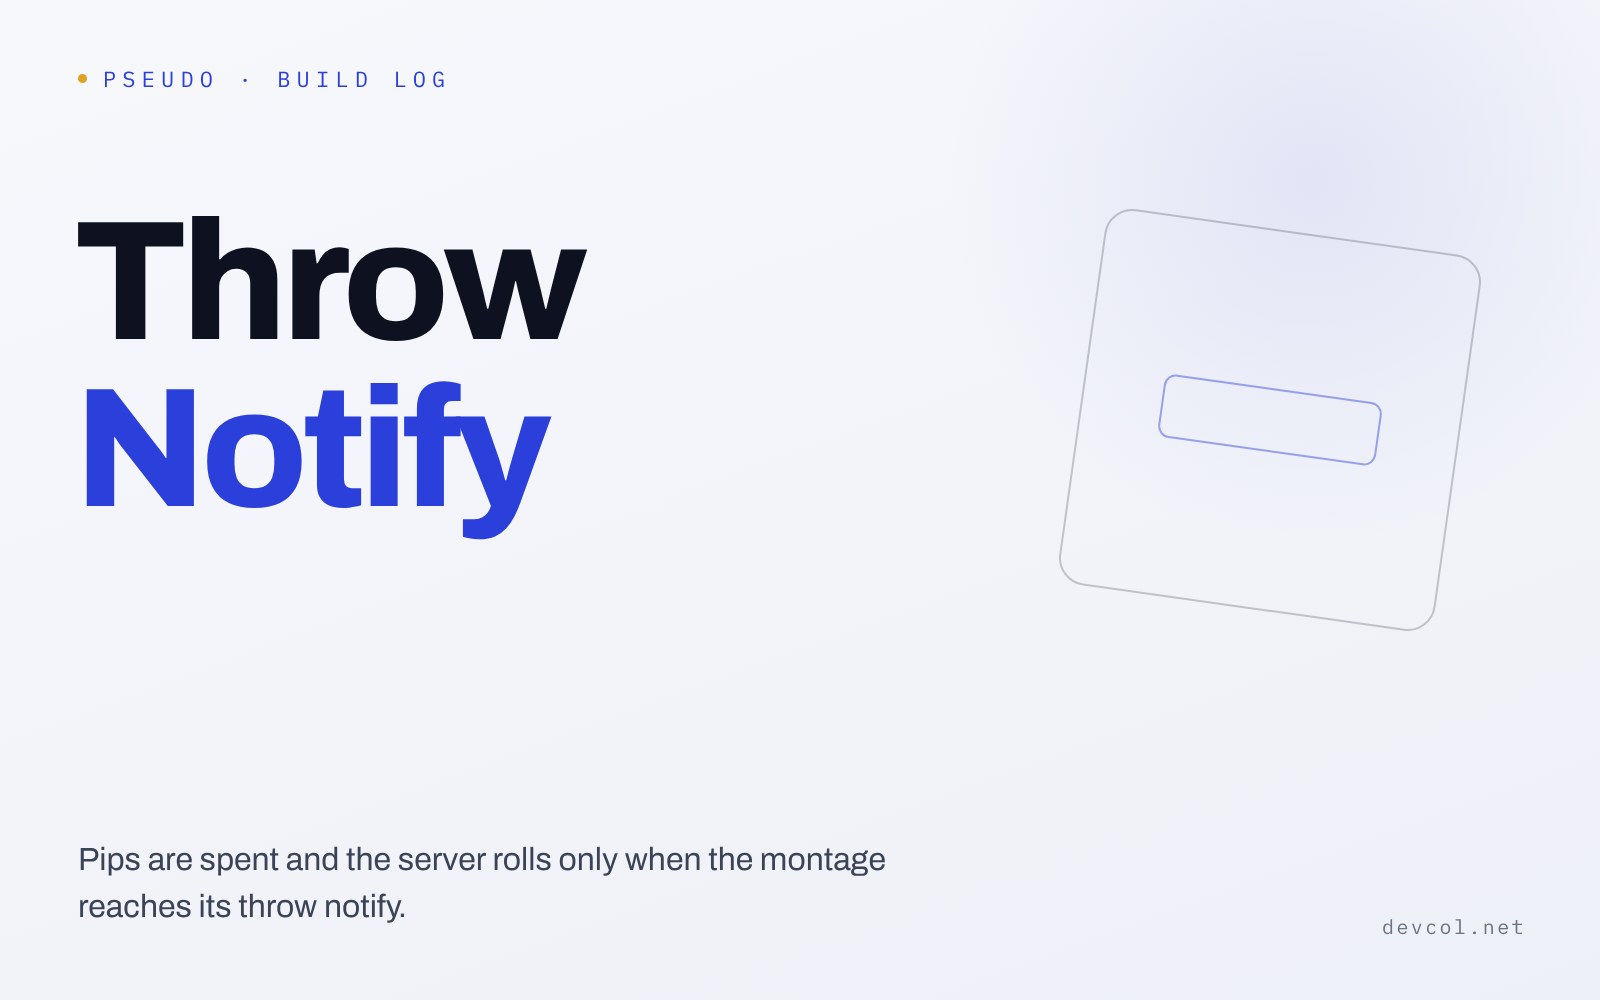 PSEUDO · BUILD LOG
Throw
Notify
Pips are spent and the server rolls only when the montage
reaches its throw notify.
devcol.net